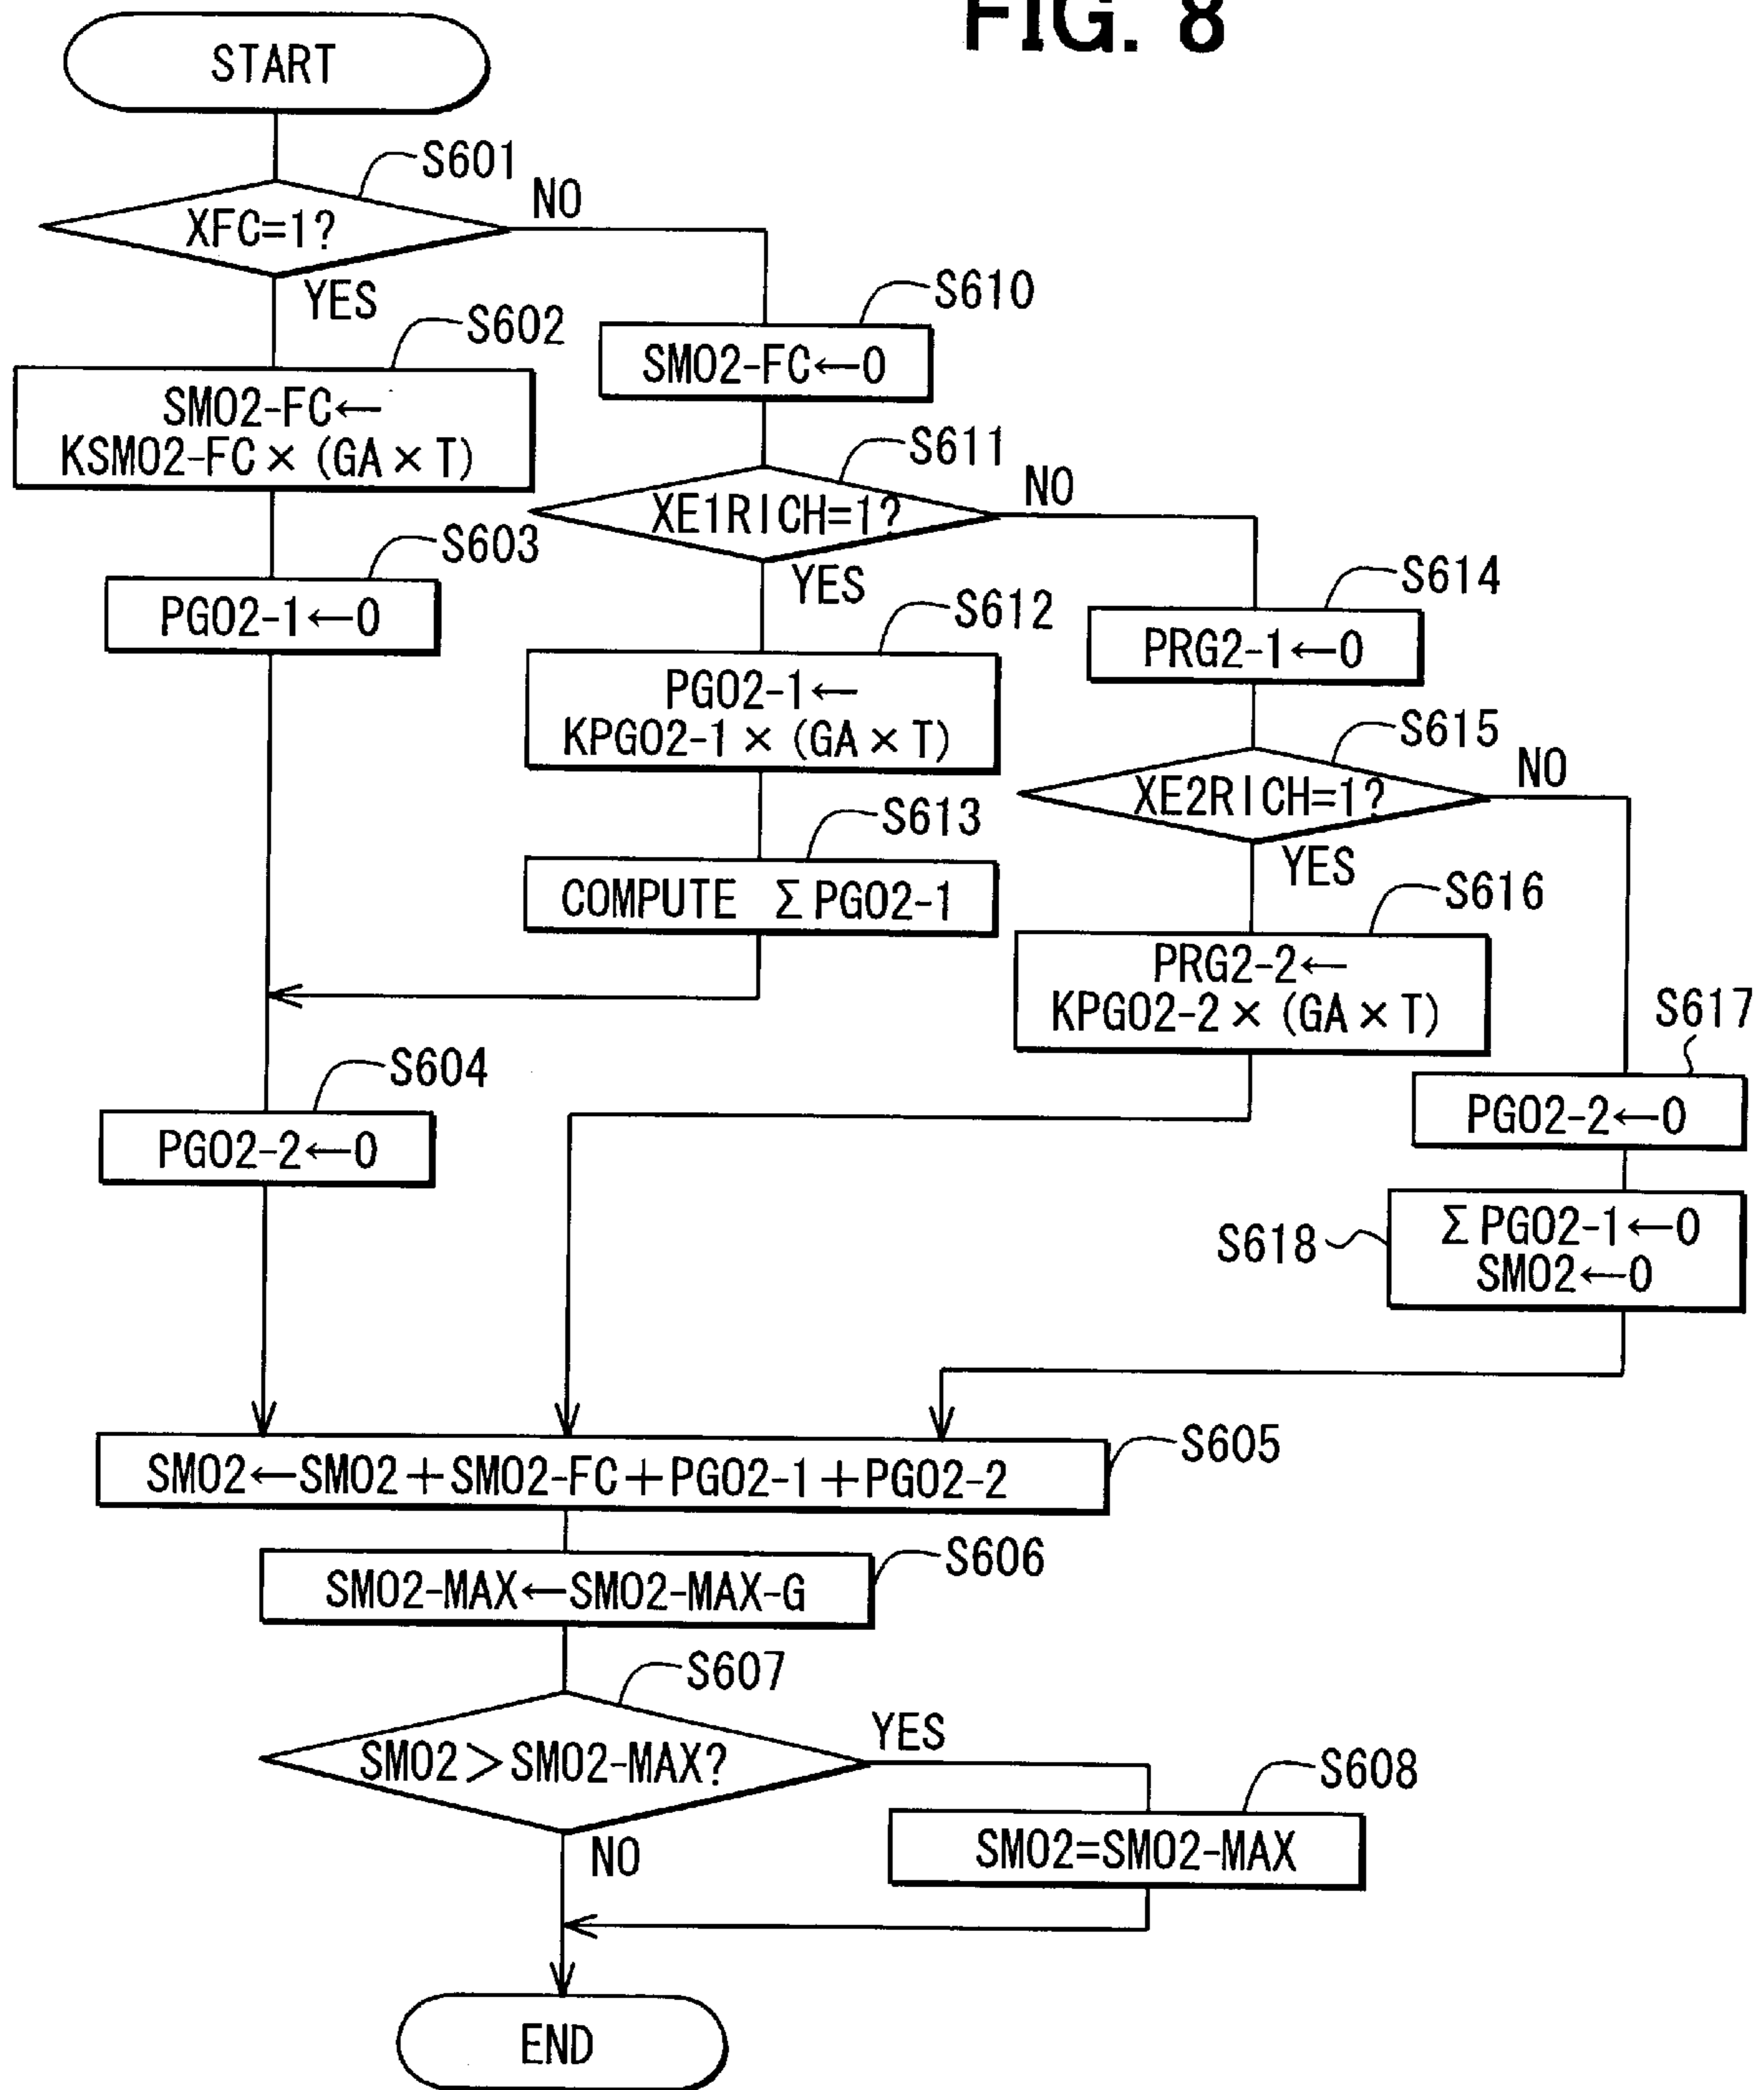 FIG. 8
START
S601
XFC=1?
NO
YES
S602
SMO2-FC←
KSMO2-FC×(GA×T)
S603
PGO2-1←0
S610
SMO2-FC←0
S611
XE1RICH=1?
NO
YES
S612
PGO2-1←
KPGO2-1×(GA×T)
S613
COMPUTE ΣPGO2-1
S614
PRG2-1←0
S615
XE2RICH=1?
NO
YES
S616
PRG2-2←
KPGO2-2×(GA×T)
S617
PGO2-2←0
S618
ΣPGO2-1←0
SMO2←0
S604
PGO2-2←0
S605
SMO2←SMO2+SMO2-FC+PGO2-1+PGO2-2
S606
SMO2-MAX←SMO2-MAX-G
S607
SMO2>SMO2-MAX?
YES
NO
S608
SMO2=SMO2-MAX
END